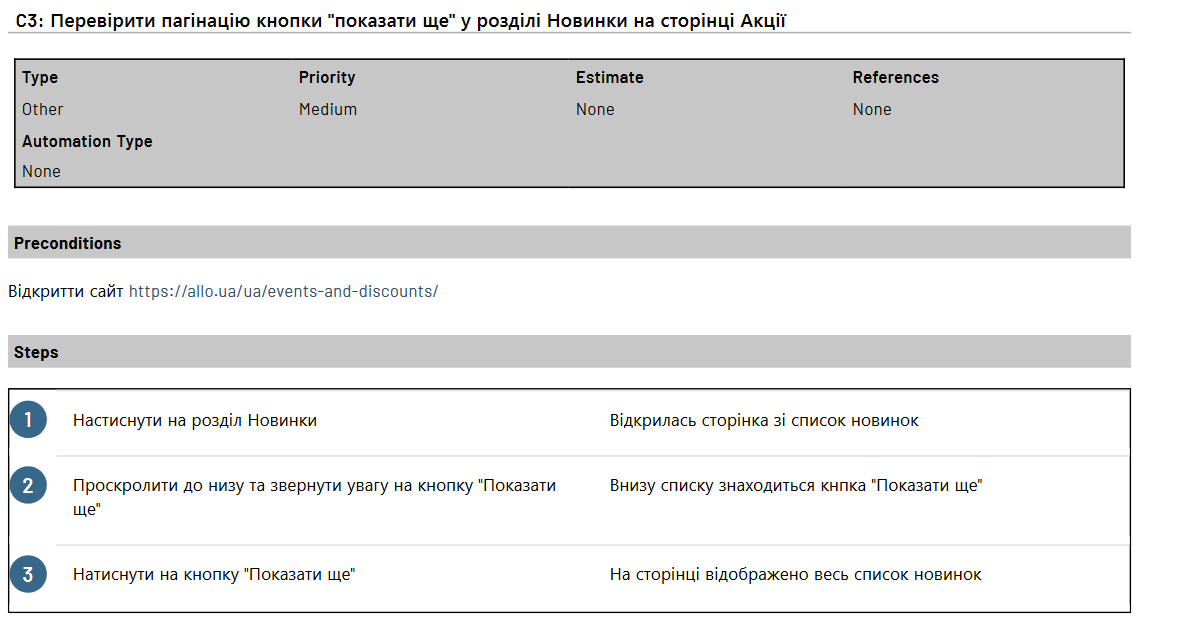 C3: Перевірити пагінацію кнопки "показати ще" у розділі Новинки на сторінці Акції
Type Priority Estimate References
Other Medium None None
Automation Type
None
Preconditions
Відкритти сайт https://allo.ua/ua/events-and-discounts/
Steps
1 Настиснути на розділ Новинки Відкрилась сторінка зі список новинок
2 Проскролити до низу та звернути увагу на кнопку "Показати Внизу списку знаходиться кнпка "Показати ще"
ще"
3 Натиснути на кнопку "Показати ще" На сторінці відображено весь список новинок